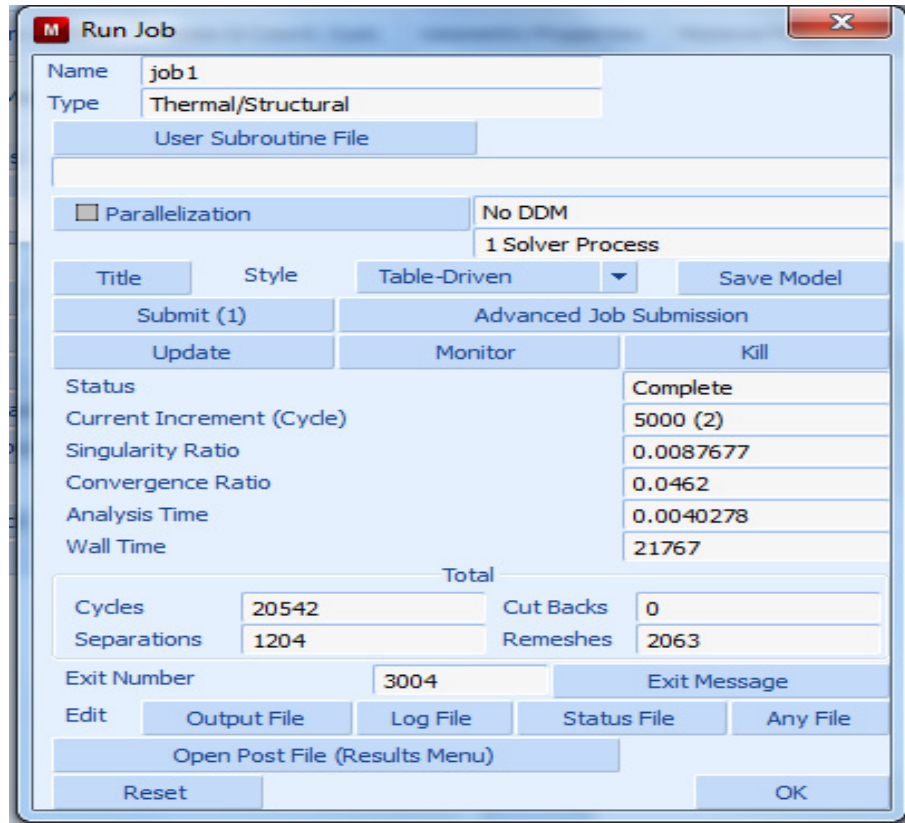 M Run Job
Name job1
Type Thermal/Structural
User Subroutine File
Parallelization No DDM
1 Solver Process
Title Style Table-Driven Save Model
Submit (1) Advanced Job Submission
Update Monitor Kill
Status Complete
Current Increment (Cycle) 5000 (2)
Singularity Ratio 0.0087677
Convergence Ratio 0.0462
Analysis Time 0.0040278
Wall Time 21767
Total
Cycles 20542 Cut Backs 0
Separations 1204 Remeshes 2063
Exit Number 3004 Exit Message
Edit Output File Log File Status File Any File
Open Post File (Results Menu)
Reset OK